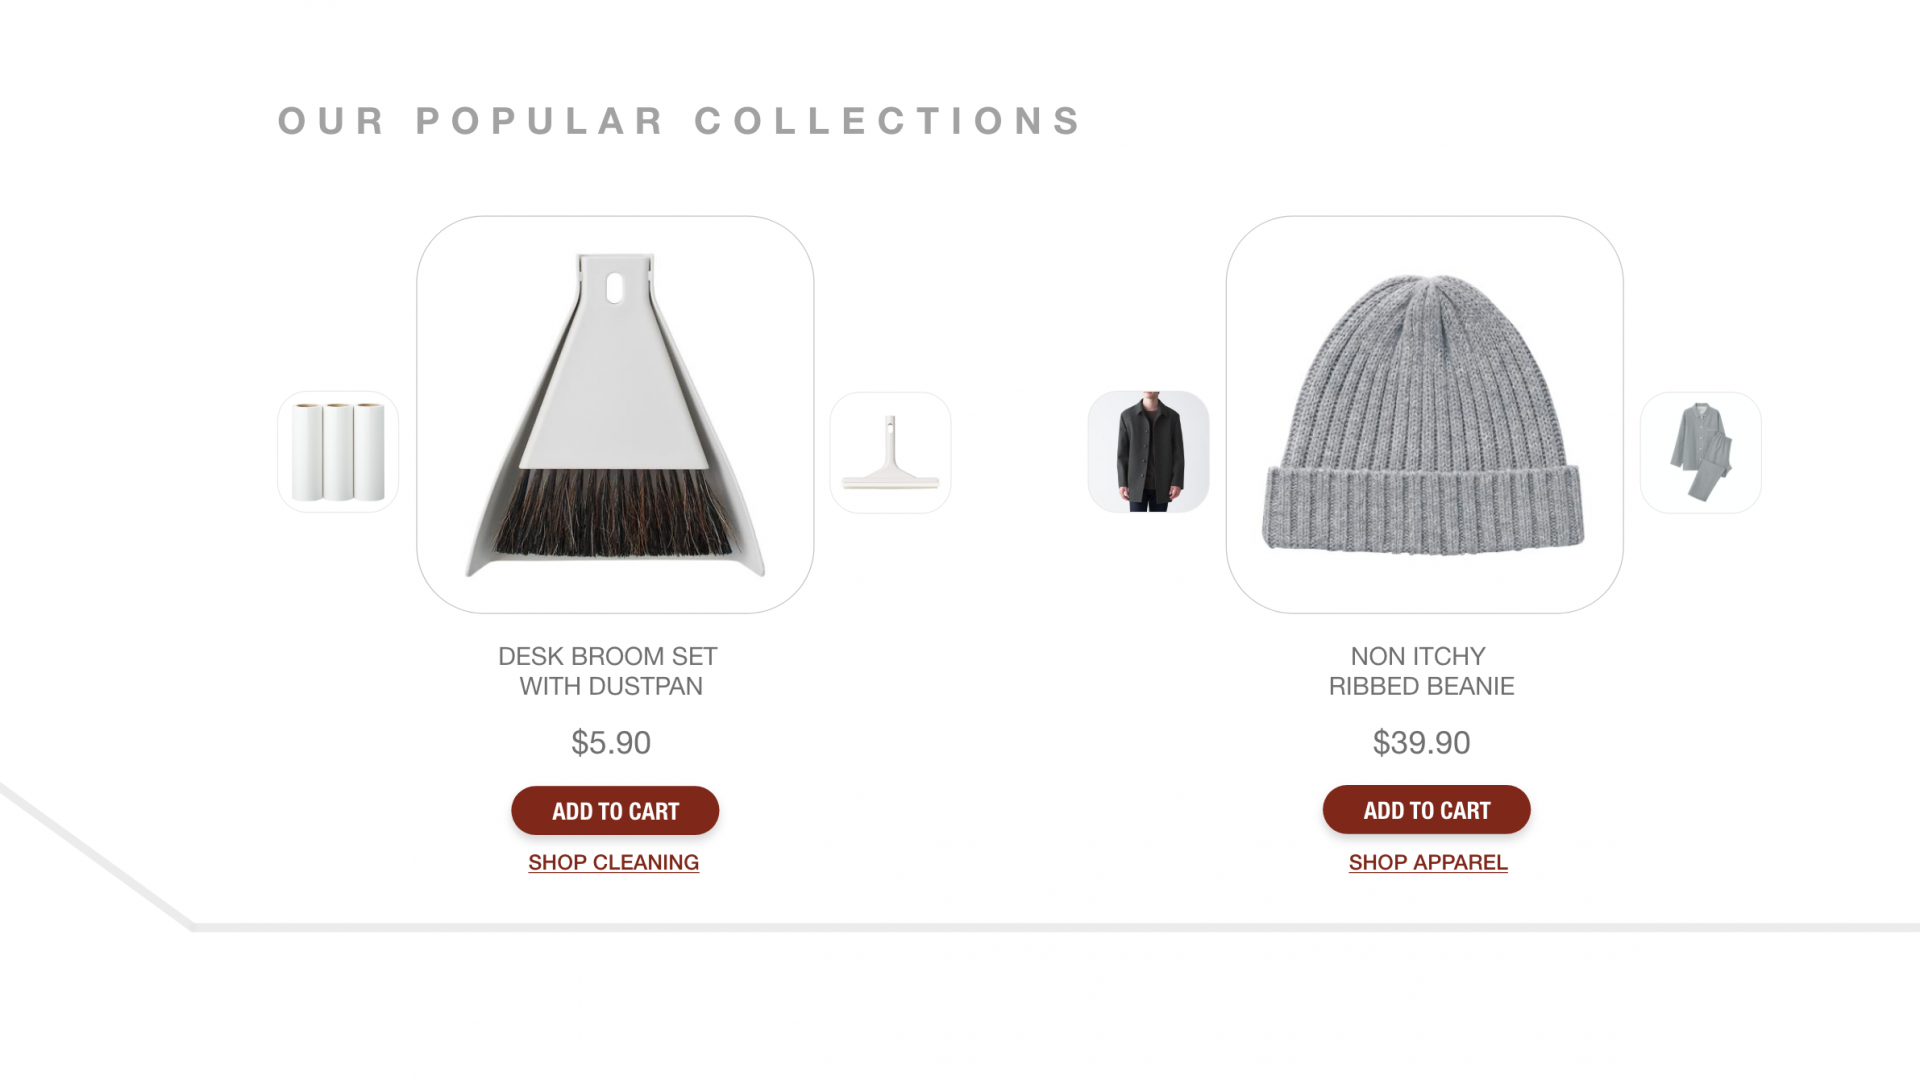 OUR POPULAR COLLECTIONS
DESK BROOM SET
WITH DUSTPAN
$5.90
ADD TO CART
SHOP CLEANING
NON ITCHY
RIBBED BEANIE
$39.90
ADD TO CART
SHOP APPAREL